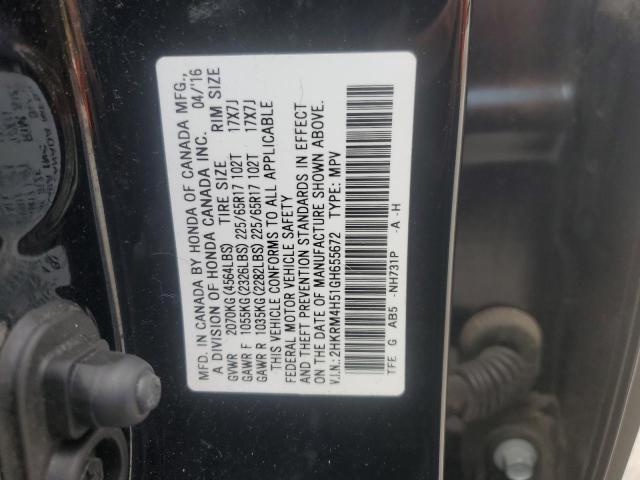 MFD. IN CANADA BY HONDA OF CANADA MFG.,
A DIVISION OF HONDA CANADA INC. 04/'16
GVWR 2070KG(4564LBS) TIRE SIZE RIM SIZE
GAWR F 1055KG(2326LBS) 225/65R17 102T 17X7J
GAWR R 1035KG(2282LBS) 225/65R17 102T 17X7J
THIS VEHICLE CONFORMS TO ALL APPLICABLE
FEDERAL MOTOR VEHICLE SAFETY
AND THEFT PREVENTION STANDARDS IN EFFECT
ON THE DATE OF MANUFACTURE SHOWN ABOVE.
V.I.N.:2HKRM4H51GH655672 TYPE: MPV
TFE G AB5 -NH731P -A -H